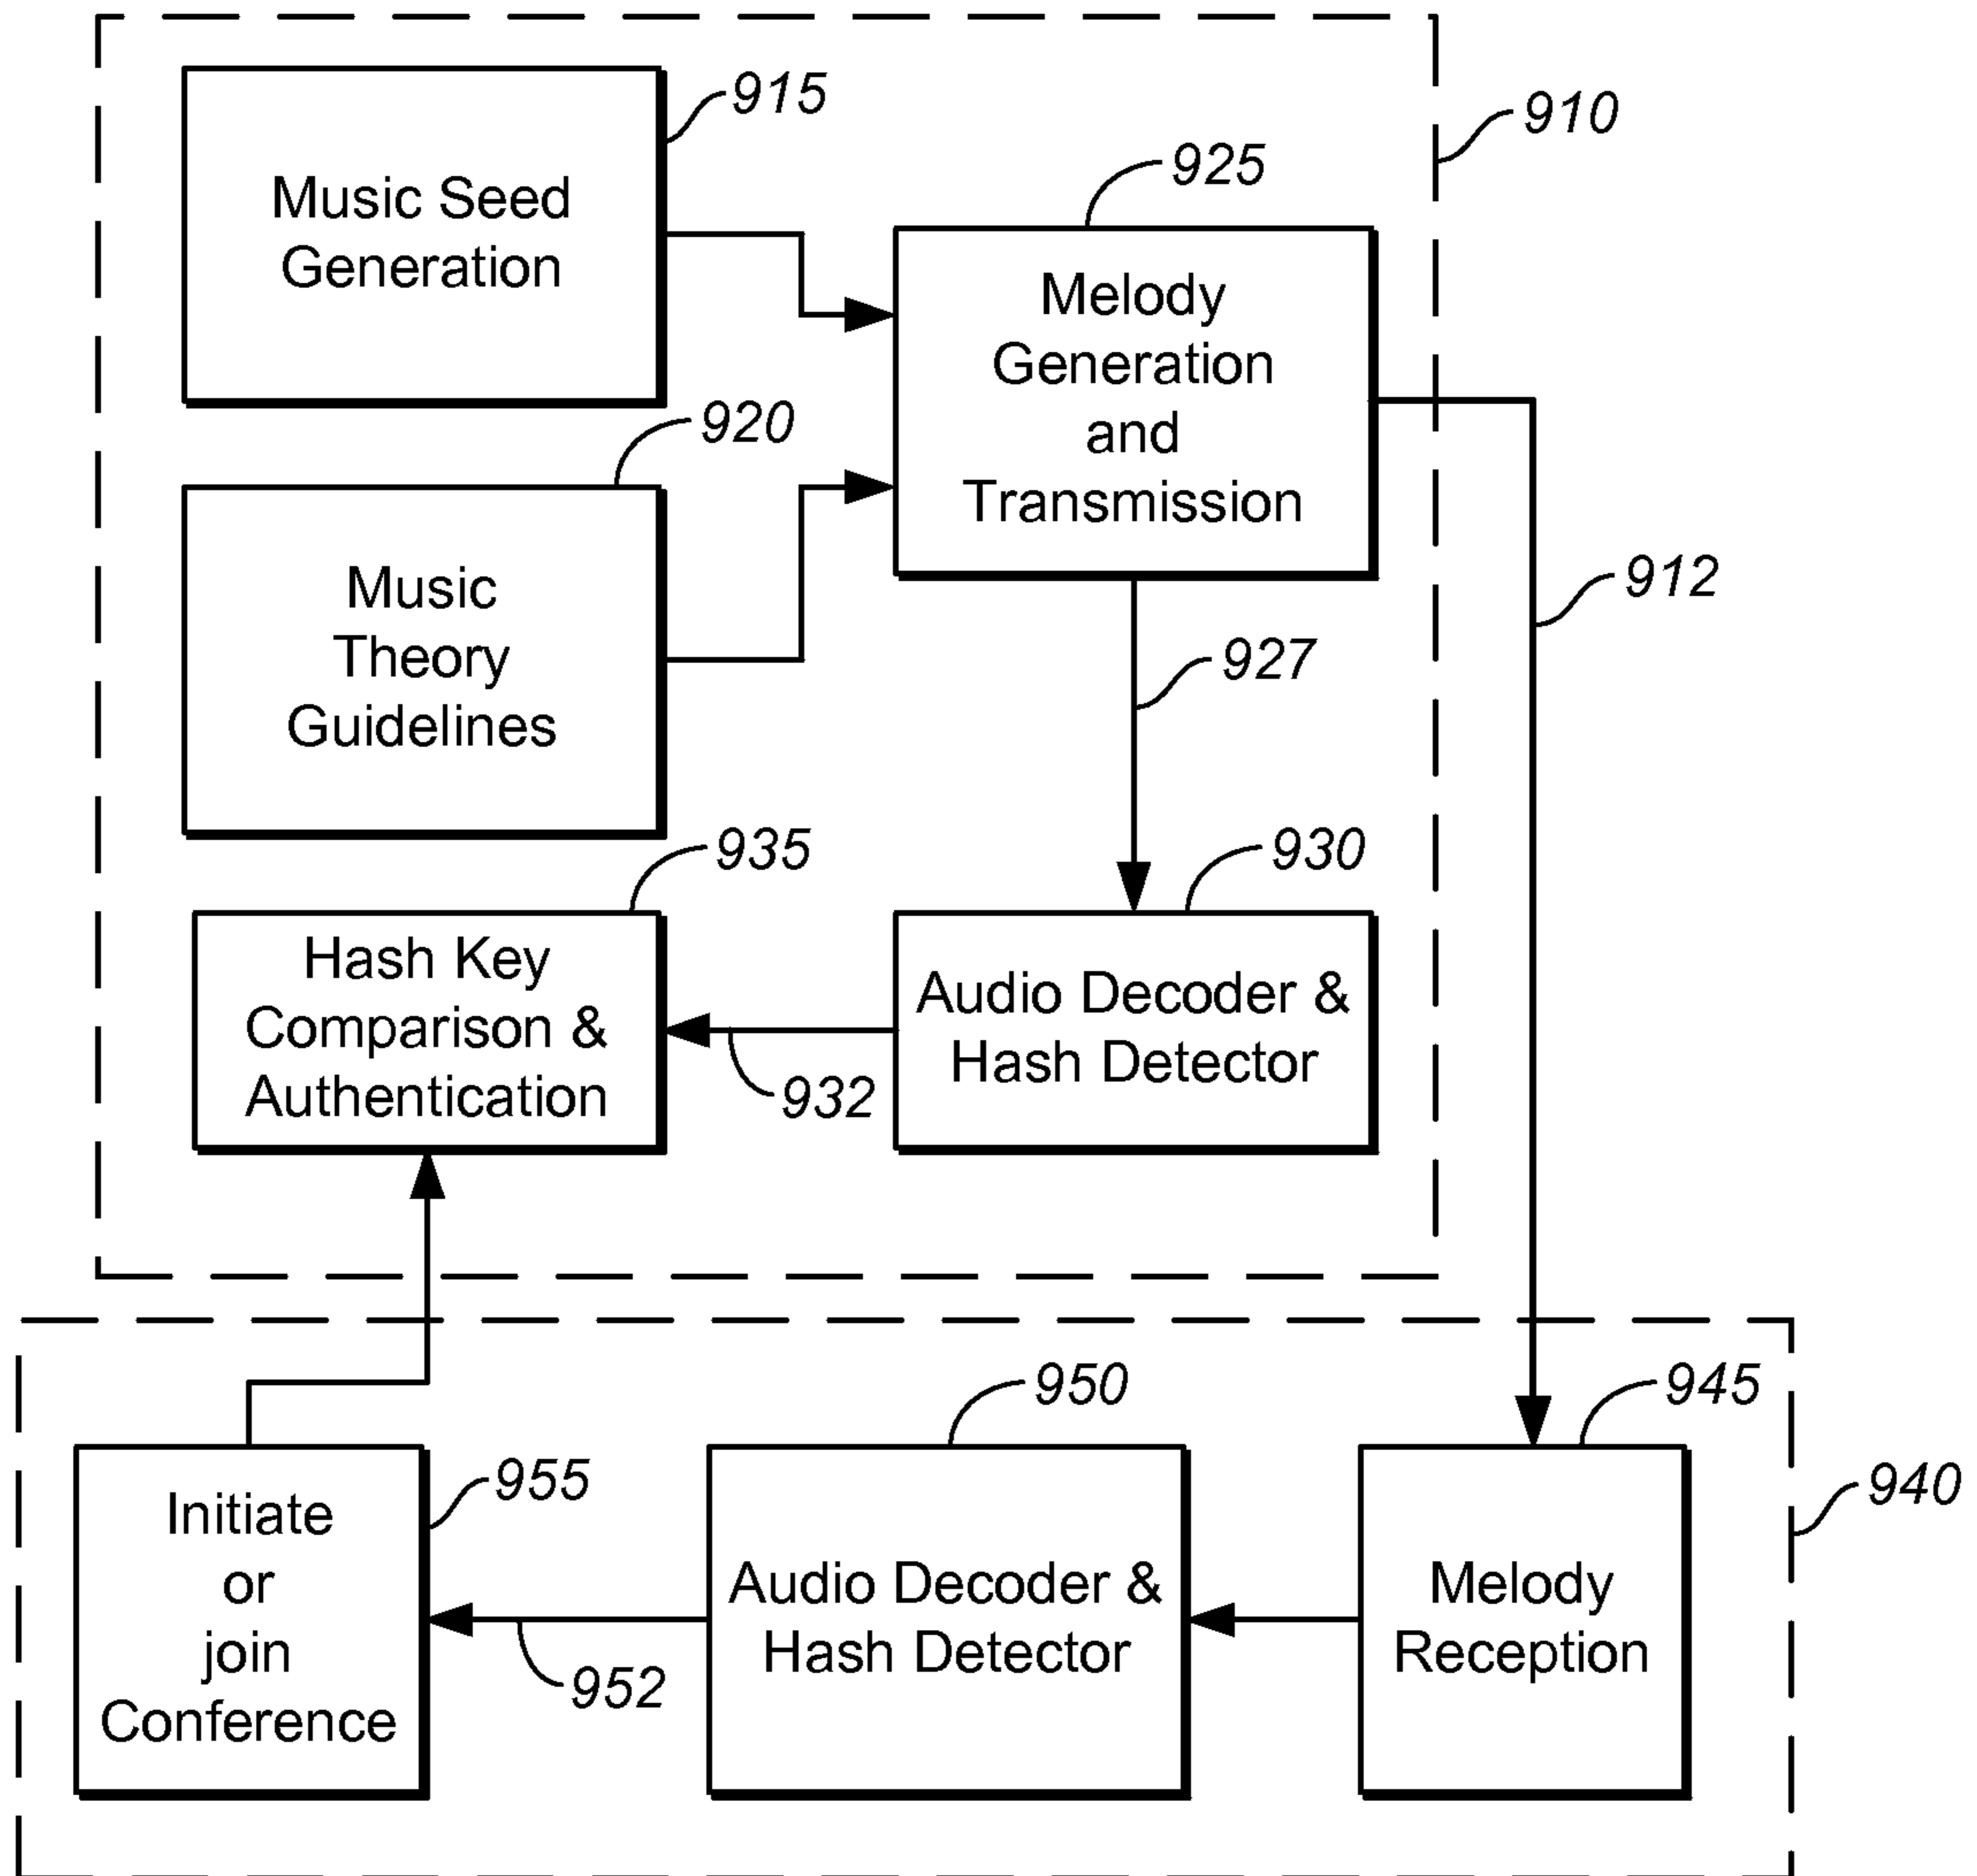 915
910
925
Music Seed
Generation
Melody
Generation
and
Transmission
920
912
Music
Theory
Guidelines
927
935
930
Hash Key
Comparison &
Authentication
Audio Decoder &
Hash Detector
932
950
945
955
940
Initiate
or
join
Conference
Audio Decoder &
Hash Detector
Melody
Reception
952